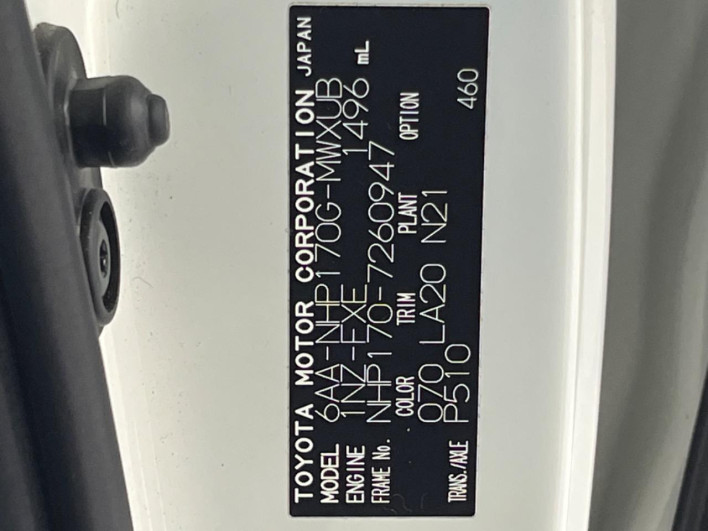 TOYOTA MOTOR CORPORATION JAPAN
MODEL 6AA-NHP170G-MWXUB
ENGINE 1NZ-EXE 1496 mL
FRAME No. NHP170-7260947
COLOR TRIM PLANT OPTION
070 LA20 N21
TRANS./AXLE P510 460